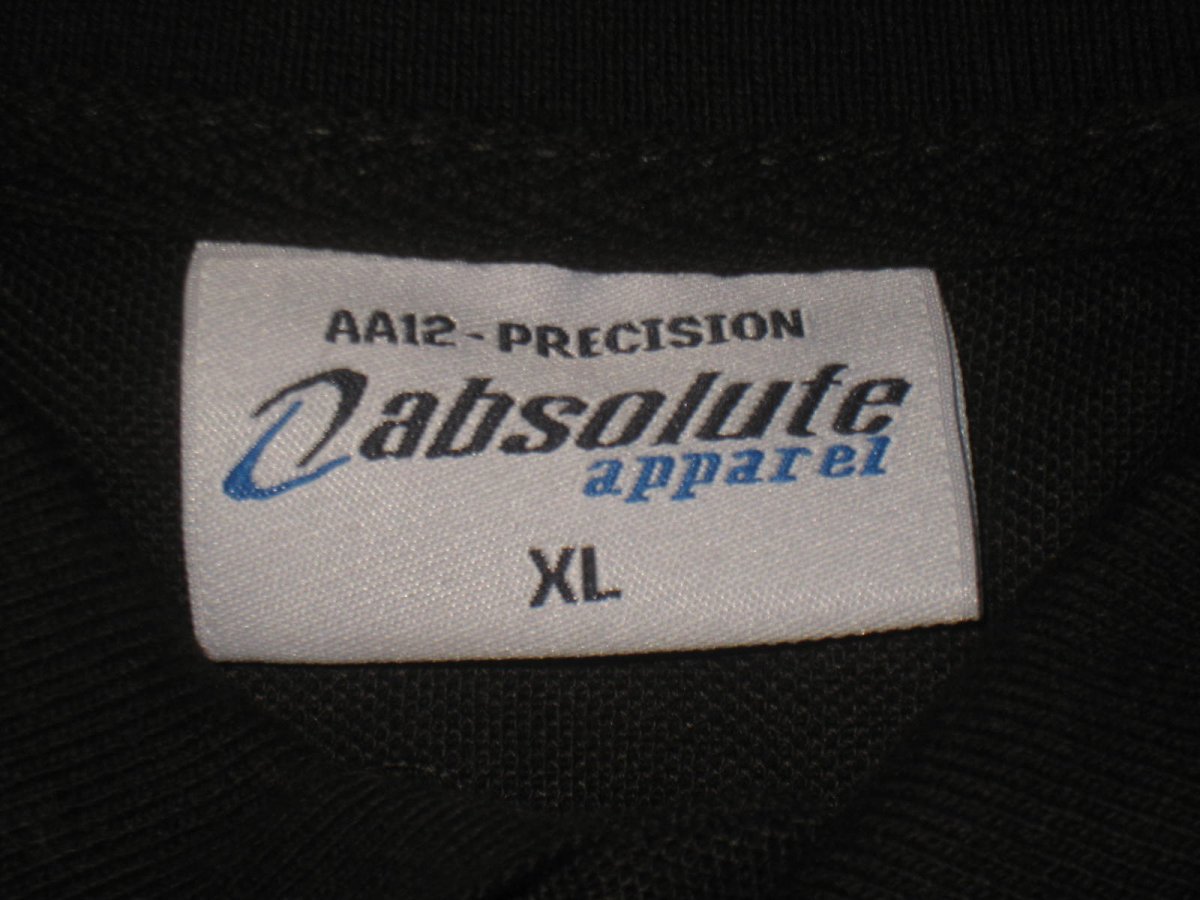 AA12-PRECISION
absolute
apparel
XL